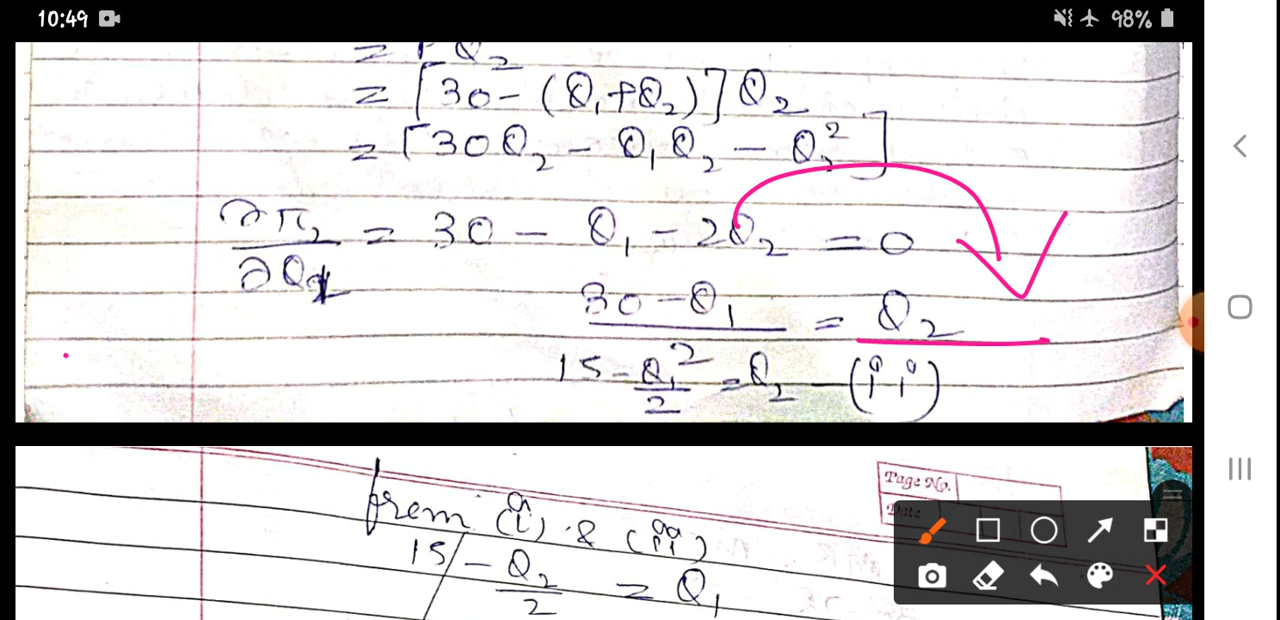 10:49 98%
= PQ₂
= [30 - (Q₁+Q₂)] Q₂
= [30Q₂ - Q₁Q₂ - Q₂²]
∂π₂/∂Q₂ = 30 - Q₁ - 2Q₂ = 0
(30 - Q₁)/2 = Q₂
15 - Q₁/2 = Q₂ - (ii)
Page No.
Date
from (i) & (ii)
15 - Q₂/2 = Q₁